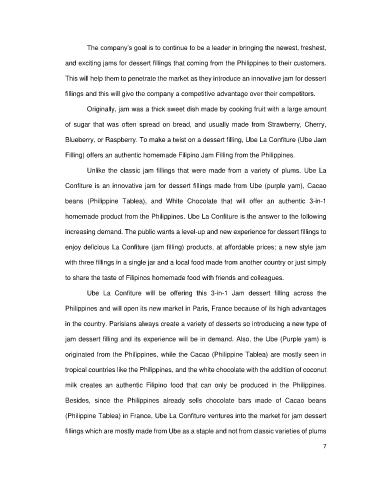 The company's goal is to continue to be a leader in bringing the newest, freshest,
and exciting jams for dessert fillings that coming from the Philippines to their customers.
This will help them to penetrate the market as they introduce an innovative jam for dessert
fillings and this will give the company a competitive advantage over their competitors.
Originally, jam was a thick sweet dish made by cooking fruit with a large amount
of sugar that was often spread on bread, and usually made from Strawberry, Cherry,
Blueberry, or Raspberry. To make a twist on a dessert filling, Ube La Confiture (Ube Jam
Filling) offers an authentic homemade Filipino Jam Filling from the Philippines.
Unlike the classic jam fillings that were made from a variety of plums. Ube La
Confiture is an innovative jam for dessert fillings made from Ube (purple yam), Cacao
beans (Philippine Tablea), and White Chocolate that will offer an authentic 3-in-1
homemade product from the Philippines. Ube La Confiture is the answer to the following
increasing demand. The public wants a level-up and new experience for dessert fillings to
enjoy delicious La Confiture (jam filling) products, at affordable prices; a new style jam
with three fillings in a single jar and a local food made from another country or just simply
to share the taste of Filipinos homemade food with friends and colleagues.
Ube La Confiture will be offering this 3-in-1 Jam dessert filling across the
Philippines and will open its new market in Paris, France because of its high advantages
in the country. Parisians always create a variety of desserts so introducing a new type of
jam dessert filling and its experience will be in demand. Also, the Ube (Purple yam) is
originated from the Philippines, while the Cacao (Philippine Tablea) are mostly seen in
tropical countries like the Philippines, and the white chocolate with the addition of coconut
milk creates an authentic Filipino food that can only be produced in the Philippines.
Besides, since the Philippines already sells chocolate bars made of Cacao beans
(Philippine Tablea) in France, Ube La Confiture ventures into the market for jam dessert
fillings which are mostly made from Ube as a staple and not from classic varieties of plums
7